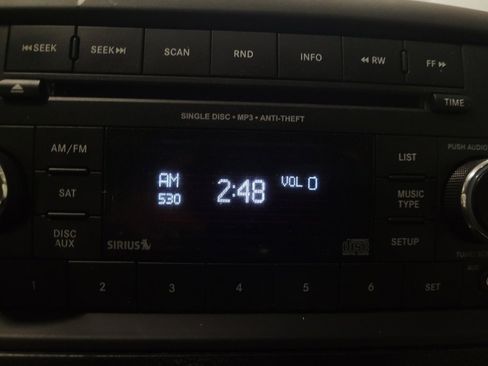 SEEK SEEK SCAN RND INFO RW FF
TIME
SINGLE DISC • MP3 • ANTI-THEFT
PUSH AUDIO
AM/FM
LIST
AM 2:48 VOL 0
530
SAT
MUSIC
TYPE
DISC
AUX
SIRIUS
SETUP
1 2 3 4 5 6 SET